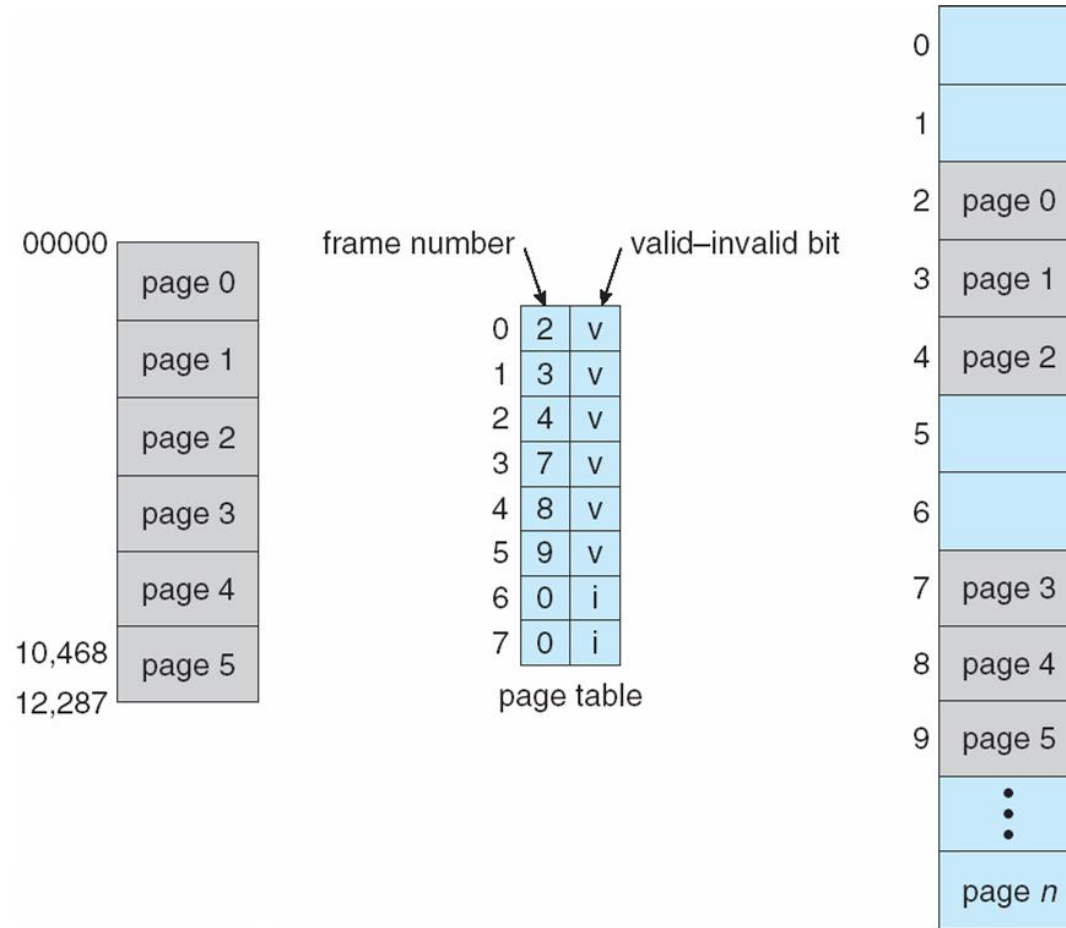 00000
page 0
page 1
page 2
page 3
page 4
10,468
page 5
12,287
frame number
valid–invalid bit
0 2 v
1 3 v
2 4 v
3 7 v
4 8 v
5 9 v
6 0 i
7 0 i
page table
0
1
2 page 0
3 page 1
4 page 2
5
6
7 page 3
8 page 4
9 page 5
page n